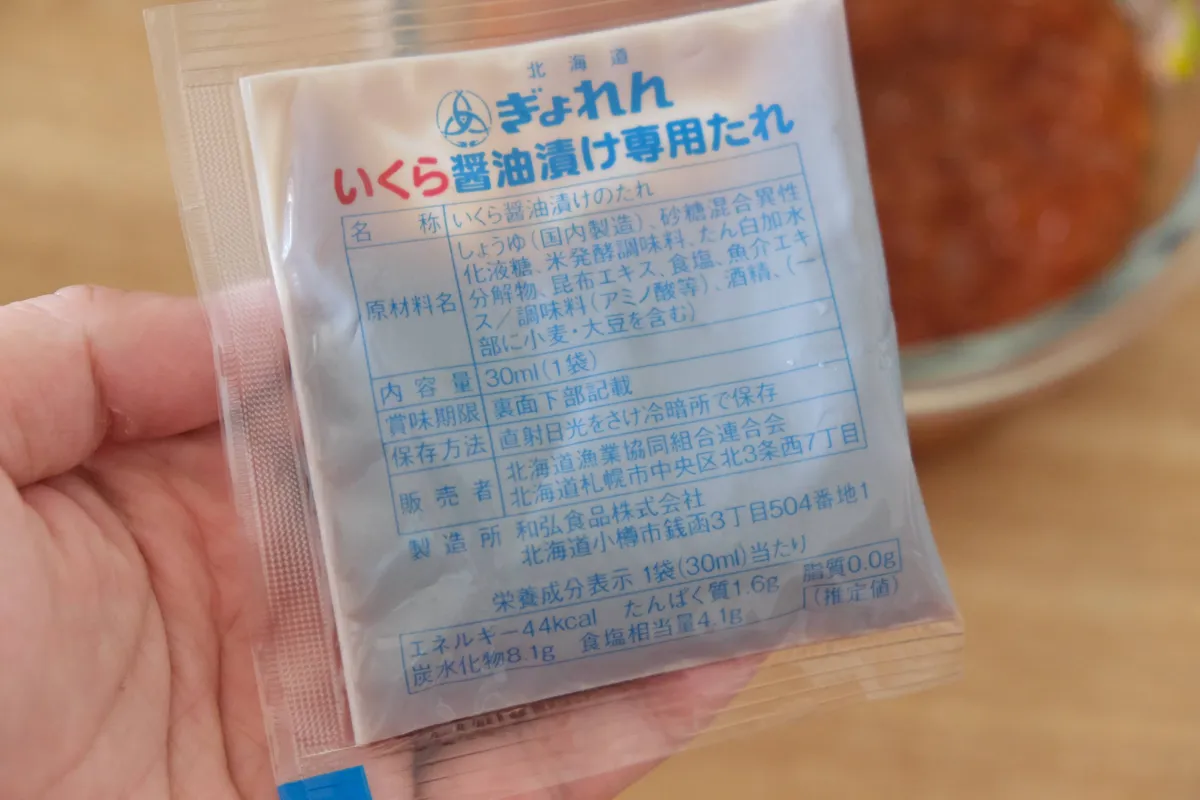 北海道
ぎょれん
いくら醤油漬け専用たれ
名称 いくら醤油漬けのたれ
原材料名 しょうゆ(国内製造)、砂糖混合異性
化液糖、米発酵調味料、たん白加水
分解物、昆布エキス、食塩、魚介エキ
ス/調味料(アミノ酸等)、酒精、(一
部に小麦・大豆を含む)
内容量 30ml(1袋)
賞味期限 裏面下部記載
保存方法 直射日光をさけ冷暗所で保存
販売者 北海道漁業協同組合連合会
北海道札幌市中央区北3条西7丁目
製造所 和弘食品株式会社
北海道小樽市銭函3丁目504番地1
栄養成分表示 1袋(30ml)当たり
エネルギー44kcal たんぱく質1.6g 脂質0.0g
炭水化物8.1g 食塩相当量4.1g (推定値)